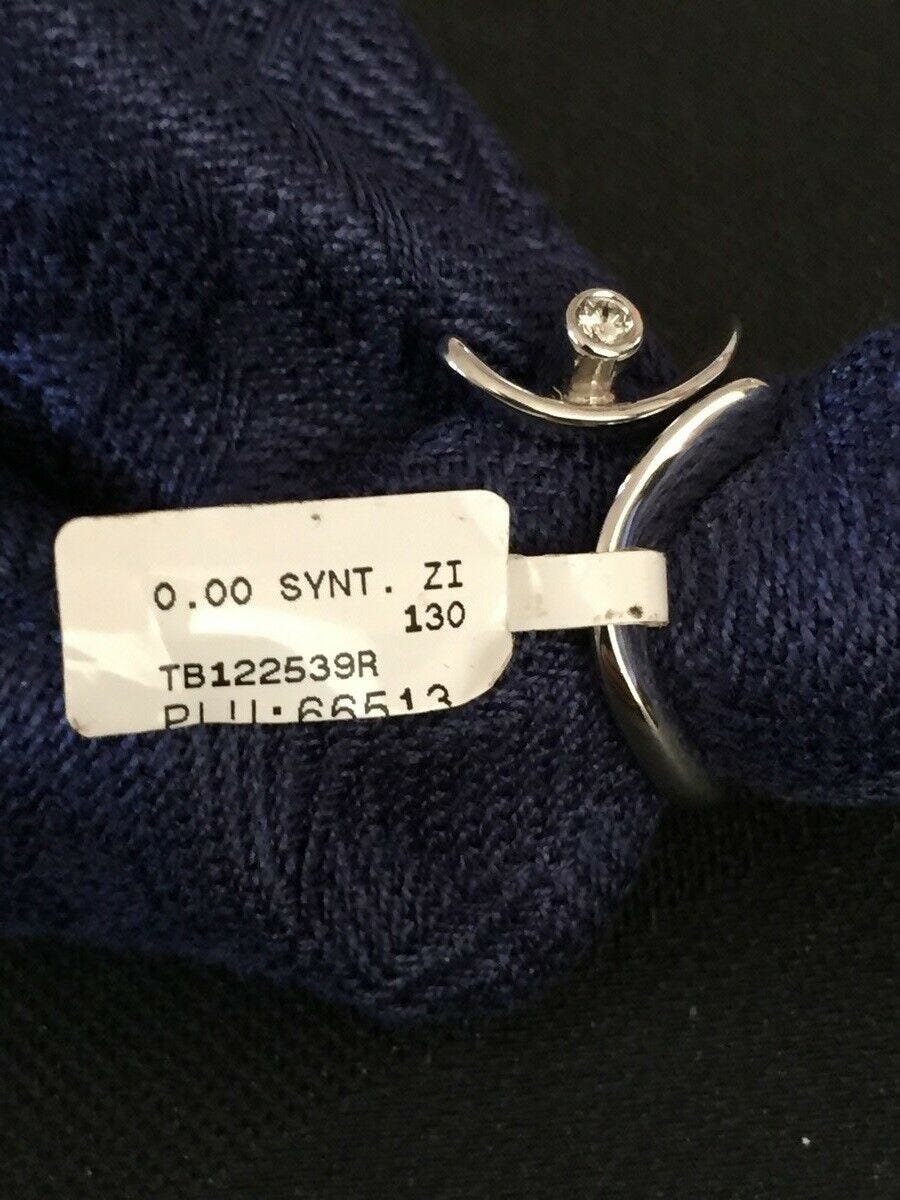 0.00 SYNT. ZI
130
TB122539R
PLU:66513